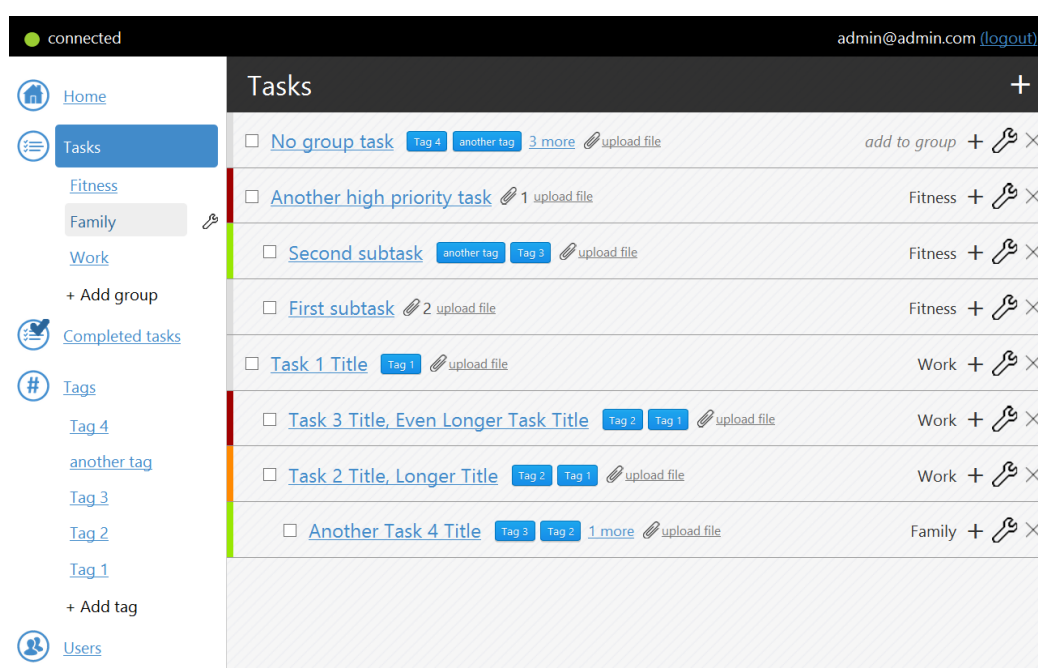 connected admin@admin.com (logout)
Home
Tasks
Fitness
Family
Work
+ Add group
Completed tasks
# Tags
Tag 4
another tag
Tag 3
Tag 2
Tag 1
+ Add tag
Users
Tasks +
No group task Tag 4 another tag 3 more upload file add to group +
Another high priority task 1 upload file Fitness +
Second subtask another tag Tag 3 upload file Fitness +
First subtask 2 upload file Fitness +
Task 1 Title Tag 1 upload file Work +
Task 3 Title, Even Longer Task Title Tag 2 Tag 1 upload file Work +
Task 2 Title, Longer Title Tag 2 Tag 1 upload file Work +
Another Task 4 Title Tag 3 Tag 2 1 more upload file Family +